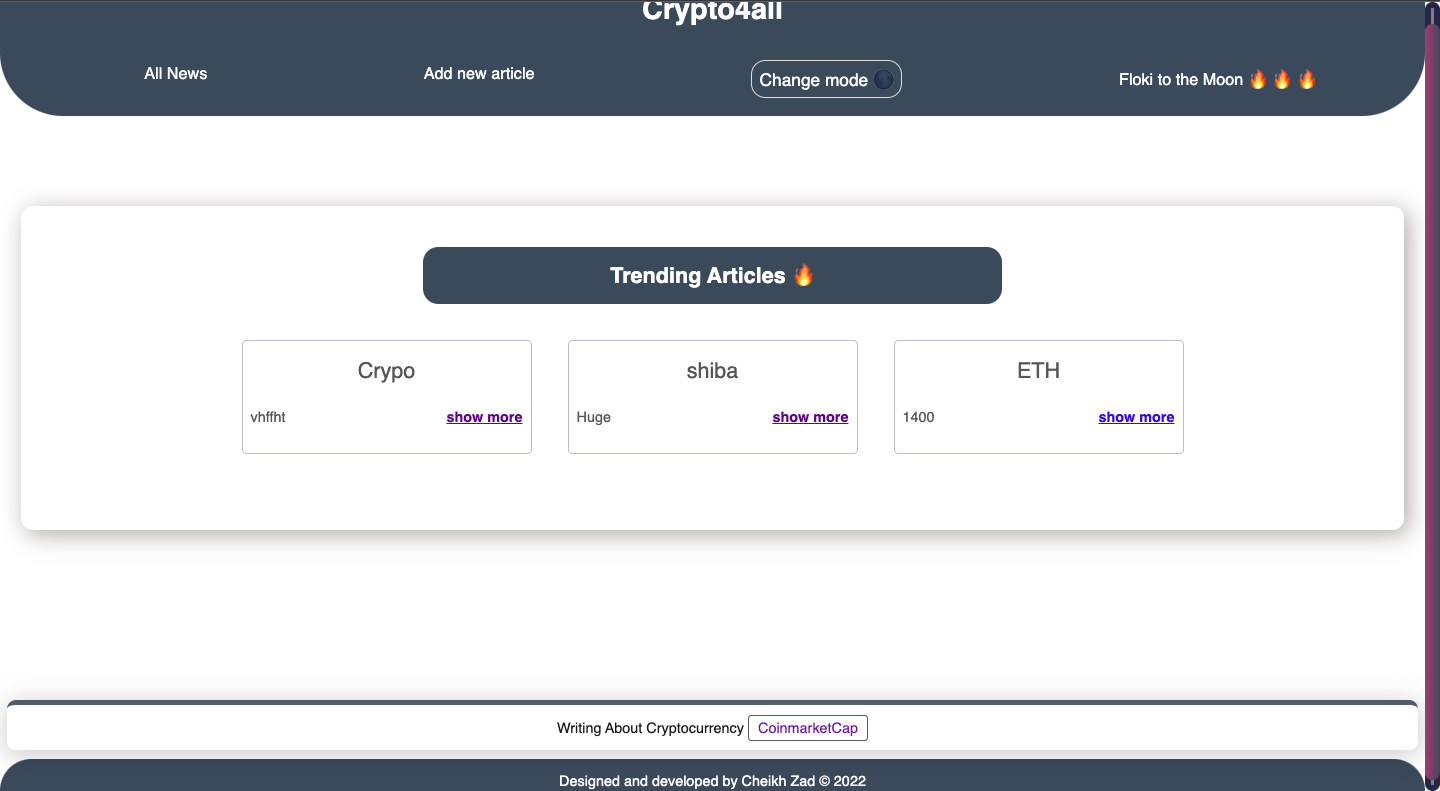 Crypto4all
All News
Add new article
Change mode 🌑
Floki to the Moon 🔥 🔥 🔥
Trending Articles 🔥
Crypo
vhffht show more
shiba
Huge show more
ETH
1400 show more
Writing About Cryptocurrency CoinmarketCap
Designed and developed by Cheikh Zad © 2022